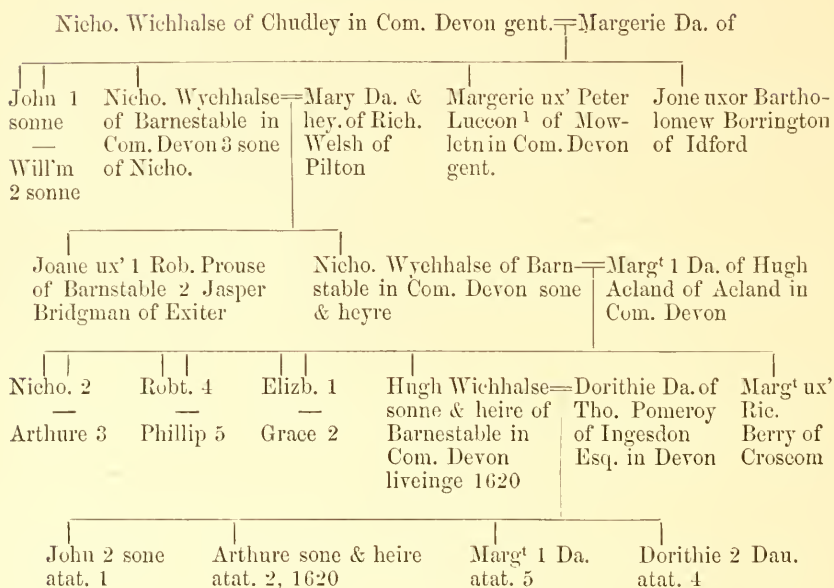 Nicho. Wichhalse of Chudley in Com. Devon gent.=Margerie Da. of
John 1
sonne
—
Will'm
2 sonne
Nicho. Wychhalse=
of Barnestable in
Com. Devon 3 sone
of Nicho.
Mary Da. &
hey. of Rich.
Welsh of
Pilton
Margerie ux' Peter
Luccon ¹ of Mow-
letn in Com. Devon
gent.
Jone uxor Bartho-
lomew Borrington
of Idford
Joane ux' 1 Rob. Prouse
of Barnstable 2 Jasper
Bridgman of Exiter
Nicho. Wychhalse of Barn-
stable in Com. Devon sone
& heyre
=Margᵗ 1 Da. of Hugh
Acland of Acland in
Com. Devon
Nicho. 2
—
Arthure 3
Robt. 4
—
Phillip 5
Elizb. 1
—
Grace 2
Hugh Wichhalse=
sonne & heire of
Barnestable in
Com. Devon
liveinge 1620
Dorithie Da. of
Tho. Pomeroy
of Ingesdon
Esq. in Devon
Margᵗ ux'
Ric.
Berry of
Croscom
John 2 sone
atat. 1
Arthure sone & heire
atat. 2, 1620
Margᵗ 1 Da.
atat. 5
Dorithie 2 Dau.
atat. 4